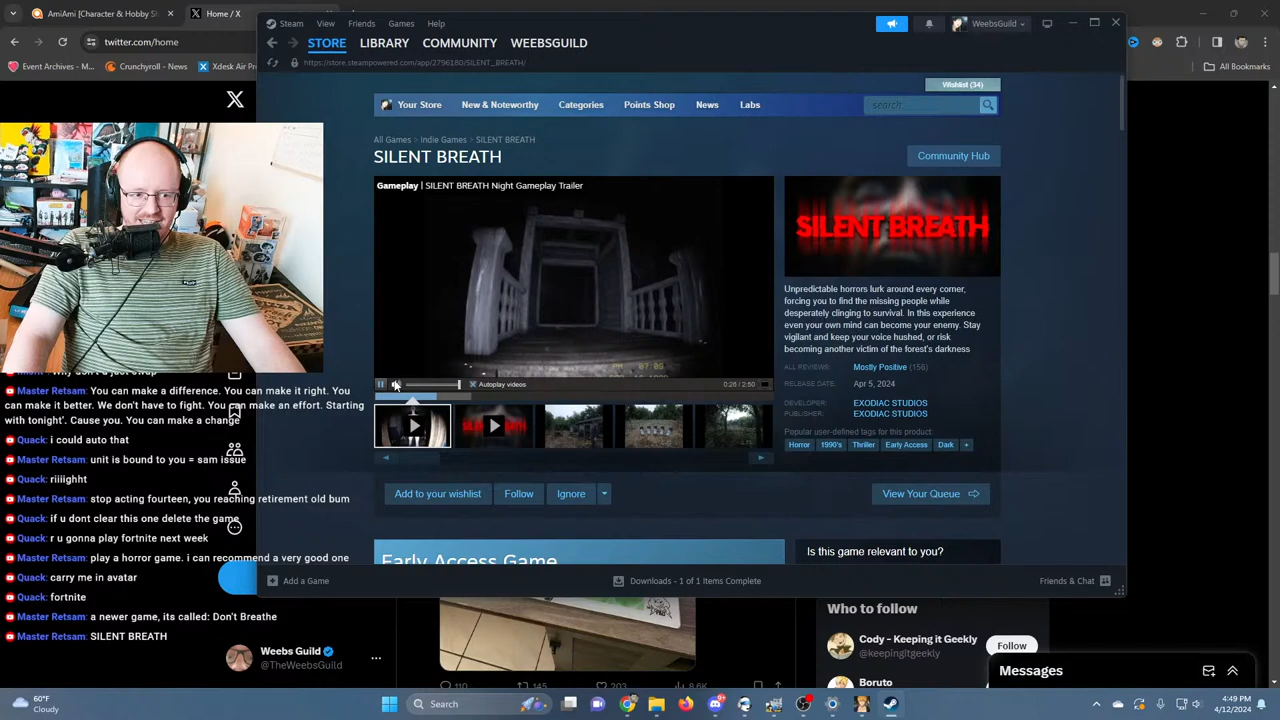 AmiAmi [Character & Hobby S
twitter.com/home
Event Archives - M...
Crunchyroll - News
Xdesk Air Pr
All Bookmarks
Steam View Friends Games Help
WeebsGuild
STORE LIBRARY COMMUNITY WEEBSGUILD
https://store.steampowered.com/app/2796180/SILENT_BREATH/
Wishlist (34)
Your Store New & Noteworthy Categories Points Shop News Labs
search
All Games > Indie Games > SILENT BREATH
SILENT BREATH
Community Hub
Gameplay | SILENT BREATH Night Gameplay Trailer
SILENT BREATH
Unpredictable horrors lurk around every corner,
forcing you to find the missing people while
desperately clinging to survival. In this experience
even your own mind can become your enemy. Stay
vigilant and keep your voice hushed, or risk
becoming another victim of the forest's darkness
ALL REVIEWS: Mostly Positive (156)
RELEASE DATE: Apr 5, 2024
DEVELOPER: EXODIAC STUDIOS
PUBLISHER: EXODIAC STUDIOS
Popular user-defined tags for this product:
Horror 1990's Thriller Early Access Dark +
Autoplay videos
0:26 / 2:50
Add to your wishlist Follow Ignore
View Your Queue
Early Access Game
Is this game relevant to you?
Add a Game
Downloads - 1 of 1 Items Complete
Friends & Chat
Master Retsam: You can make a difference. You can make it right. You
can make it better. We don't have to fight. You can make an effort. Starting
with tonight'. Cause you. You can make a change
Quack: i could auto that
Master Retsam: unit is bound to you = sam issue
Quack: riiighht
Master Retsam: stop acting fourteen, you reaching retirement old bum
Quack: if u dont clear this one delete the game
Quack: r u gonna play fortnite next week
Master Retsam: play a horror game. i can recommend a very good one
Quack: carry me in avatar
Quack: fortnite
Master Retsam: a newer game, its called: Don't Breathe
Master Retsam: SILENT BREATH
Weebs Guild
@TheWeebsGuild
110 145 203 8.6K
Who to follow
Cody - Keeping it Geekly
@keepingitgeekly
Follow
Boruto
Messages
60°F
Cloudy
Search
4:49 PM
4/12/2024